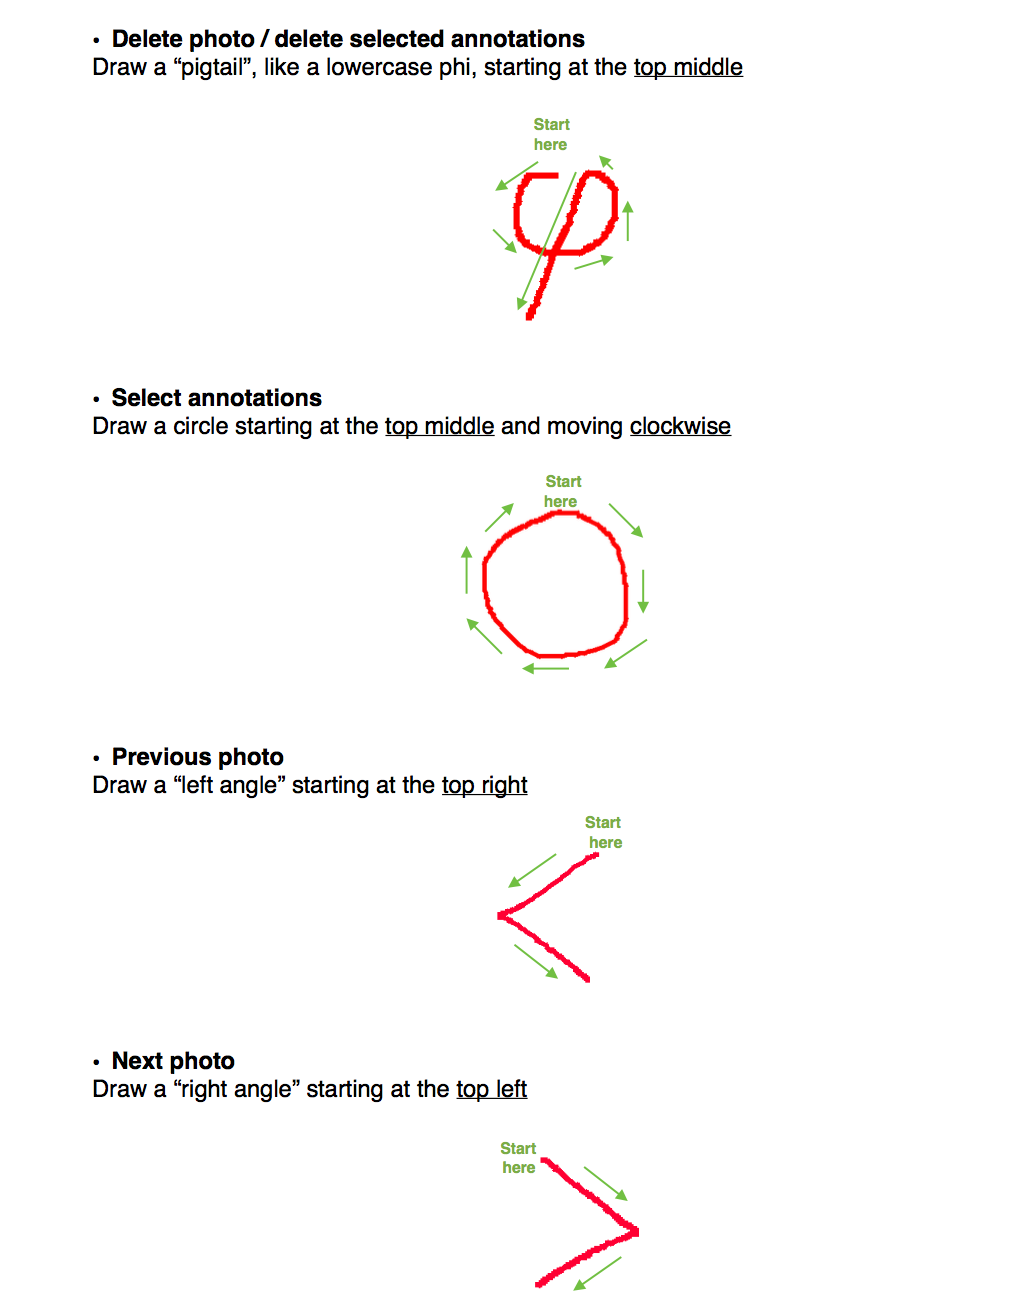 • Delete photo / delete selected annotations
Draw a “pigtail”, like a lowercase phi, starting at the top middle
Start
here
• Select annotations
Draw a circle starting at the top middle and moving clockwise
Start
here
• Previous photo
Draw a “left angle” starting at the top right
Start
here
• Next photo
Draw a “right angle” starting at the top left
Start
here